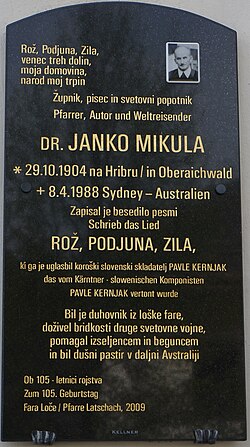 Rož, Podjuna, Zila,
venec treh dolin,
moja domovina,
narod moj trpin
Župnik, pisec in svetovni popotnik
Pfarrer, Autor und Weltreisender
DR. JANKO MIKULA
* 29.10.1904 na Hribru / in Oberaichwald
+ 8.4.1988 Sydney – Australien
Zapisal je besedilo pesmi
Schrieb das Lied
ROŽ, PODJUNA, ZILA,
ki ga je uglasbil koroški slovenski skladatelj PAVLE KERNJAK
das vom Kärntner - slowenischen Komponisten
PAVLE KERNJAK vertont wurde
Bil je duhovnik iz loške fare,
doživel bridkosti druge svetovne vojne,
pomagal izseljencem in beguncem
in bil dušni pastir v daljni Avstraliji
Ob 105 - letnici rojstva
Zum 105. Geburtstag
Fara Loče / Pfarre Latschach, 2009
KELLNER